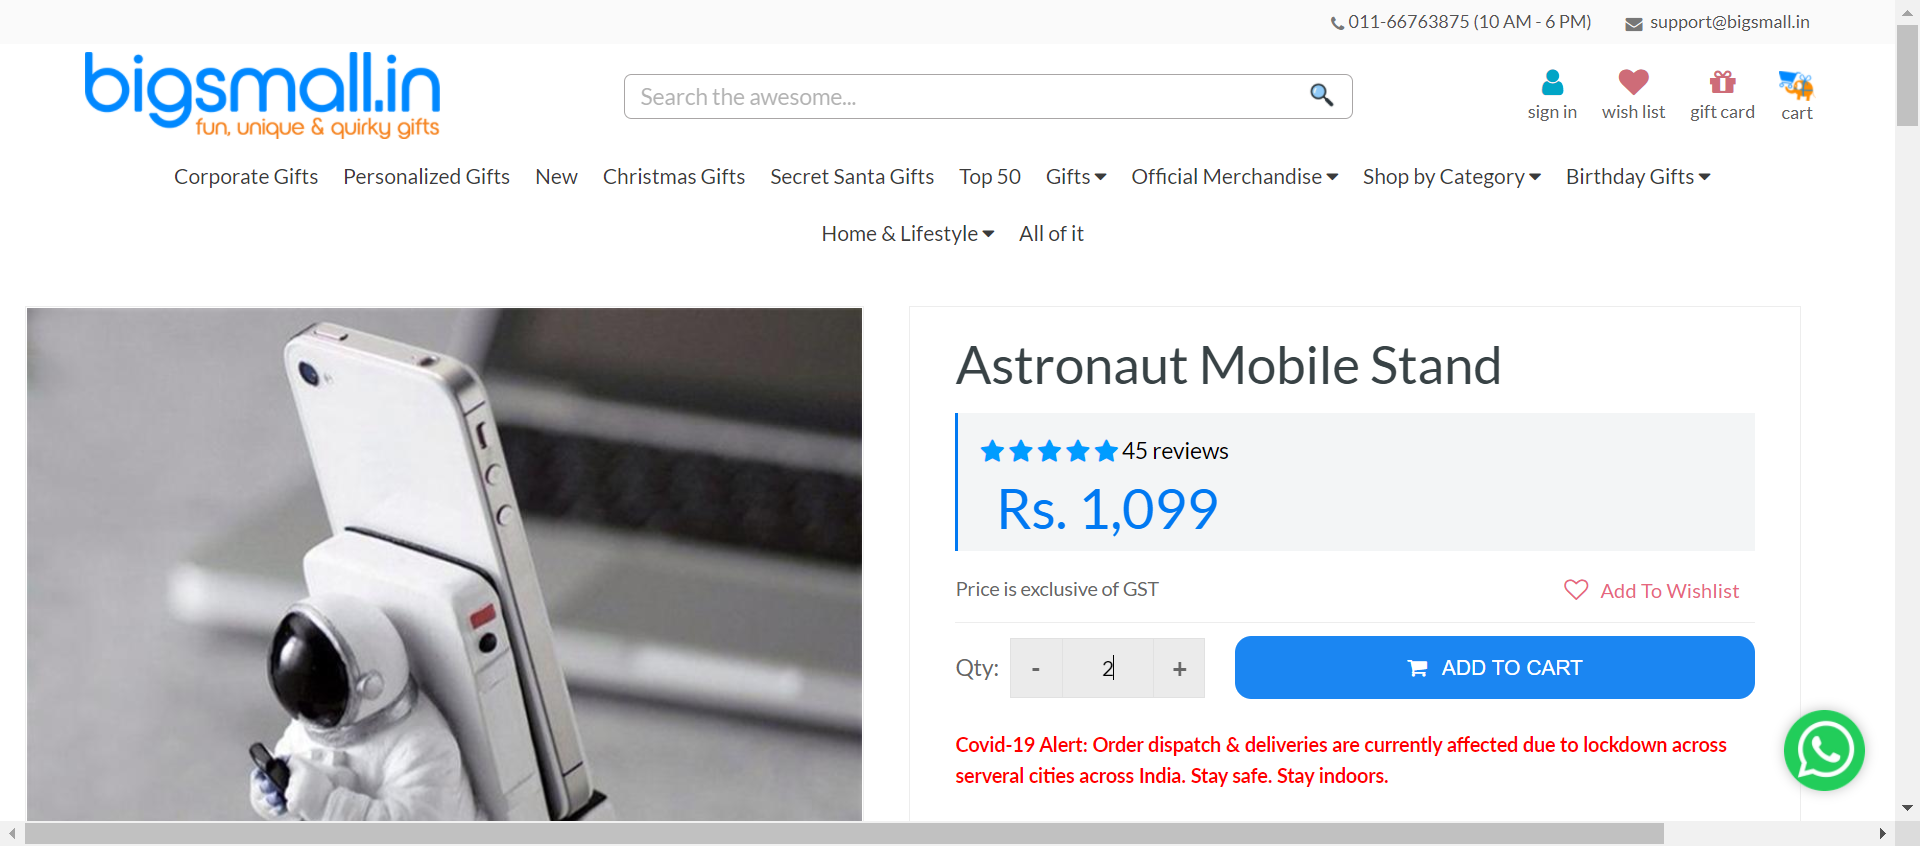 011-66763875 (10 AM - 6 PM) support@bigsmall.in
bigsmall.in
fun, unique & quirky gifts
Search the awesome...
sign in wish list gift card cart
Corporate Gifts Personalized Gifts New Christmas Gifts Secret Santa Gifts Top 50 Gifts Official Merchandise Shop by Category Birthday Gifts
Home & Lifestyle All of it
Astronaut Mobile Stand
45 reviews
Rs. 1,099
Price is exclusive of GST Add To Wishlist
Qty: - 2 + ADD TO CART
Covid-19 Alert: Order dispatch & deliveries are currently affected due to lockdown across
serveral cities across India. Stay safe. Stay indoors.